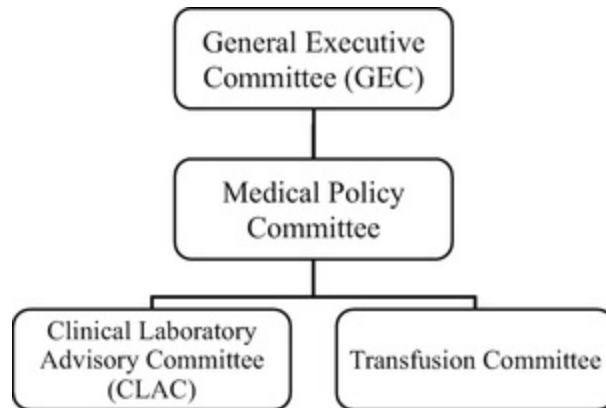 General Executive
Committee (GEC)
Medical Policy
Committee
Clinical Laboratory
Advisory Committee
(CLAC)
Transfusion Committee